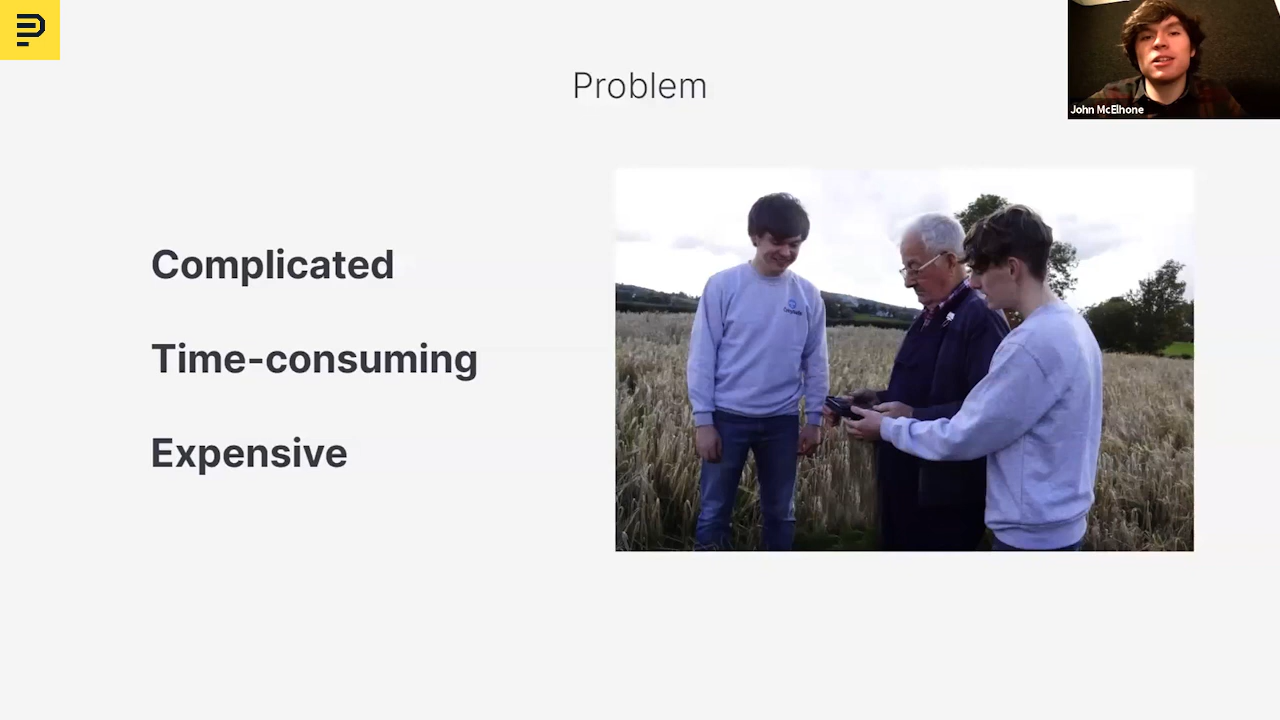 Problem
John McElhone
Complicated
Time-consuming
Expensive